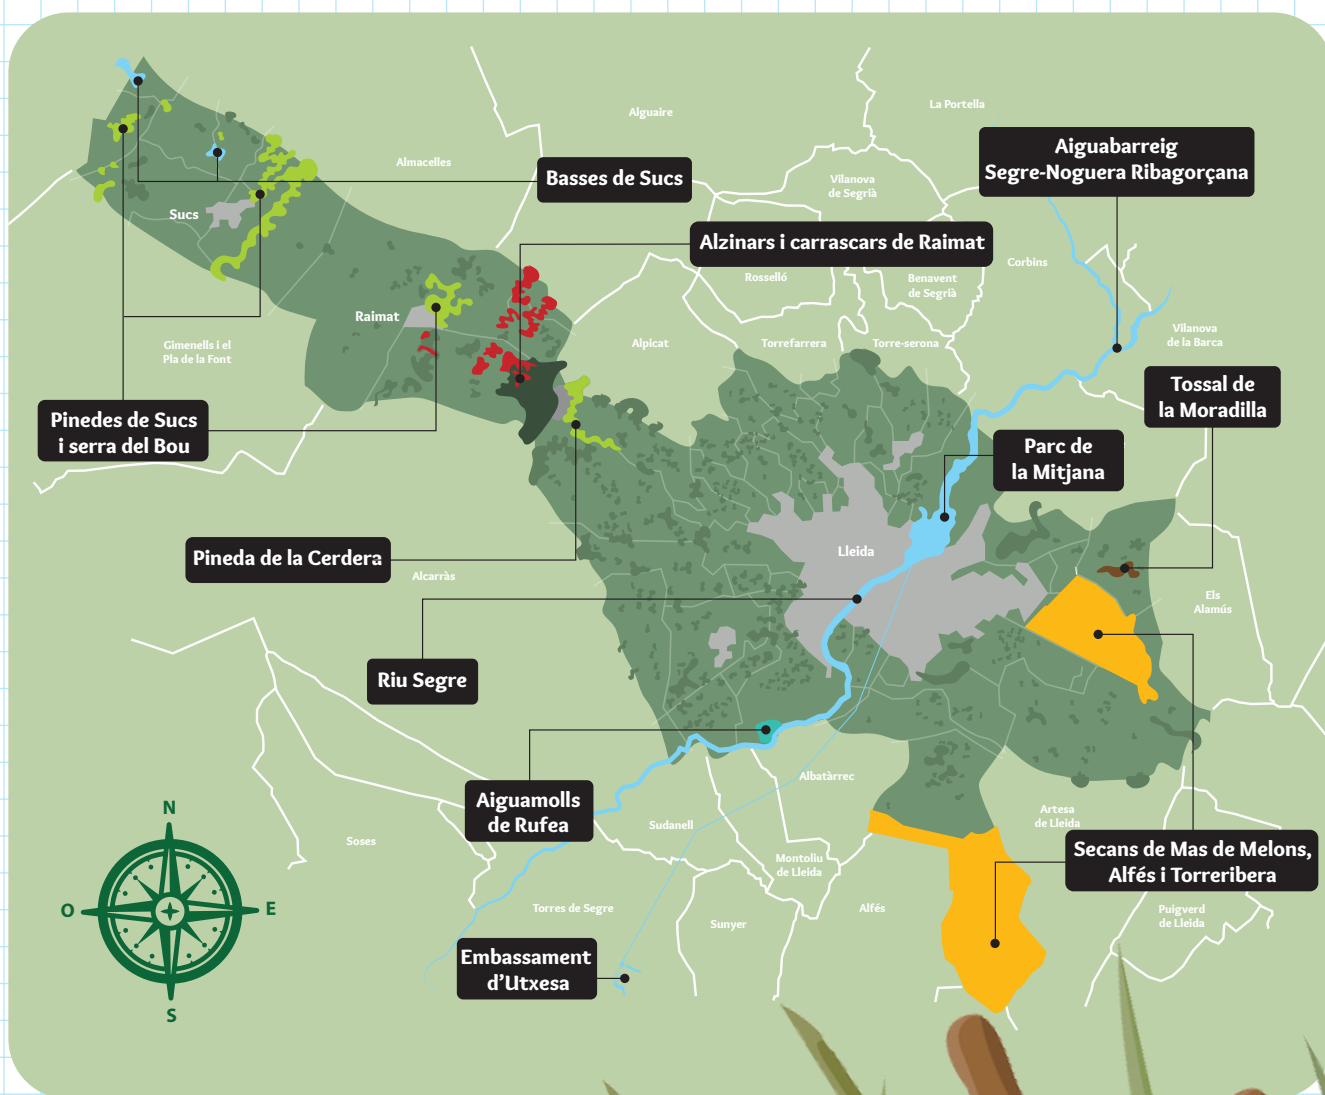 Alguaire
La Portella
Aiguabarreig
Segre-Noguera Ribagorçana
Almacelles
Basses de Sucs
Vilanova
de Segrià
Sucs
Alzinars i carrascars de Raimat
Corbins
Rosselló
Benavent
de Segrià
Raimat
Gimenells i el
Pla de la Font
Alpicat
Torrefarrera
Torre-serona
Vilanova
de la Barca
Tossal de
la Moradilla
Pinedes de Sucs
i serra del Bou
Parc de
la Mitjana
Pineda de la Cerdera
Lleida
Alcarràs
Els
Alamús
Riu Segre
Albatàrrec
Aiguamolls
de Rufea
Sudanell
Artesa
de Lleida
Soses
Montoliu
de Lleida
Secans de Mas de Melons,
Alfés i Torreribera
Torres de Segre
Sunyer
Alfés
Puigverd
de Lleida
Embassament
d'Utxesa
N
O
E
S